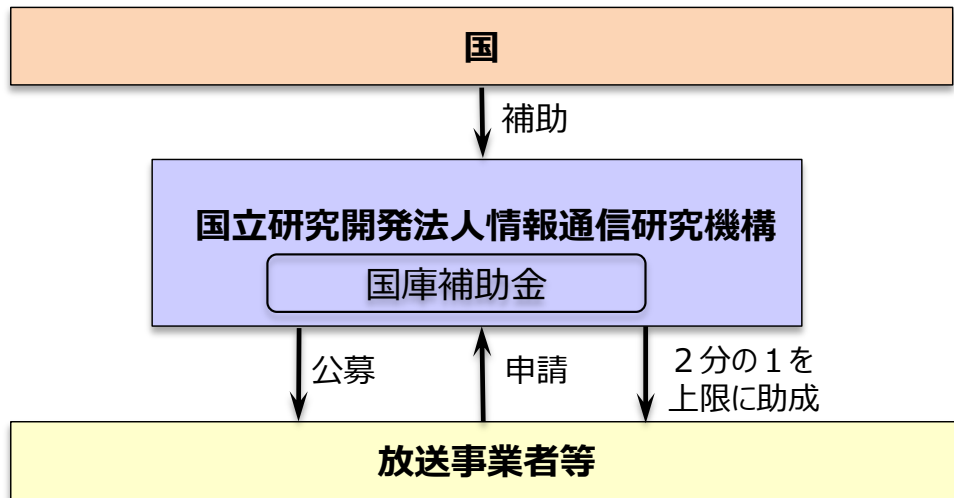 国
補助
国立研究開発法人情報通信研究機構
国庫補助金
公募
申請
２分の１を
上限に助成
放送事業者等